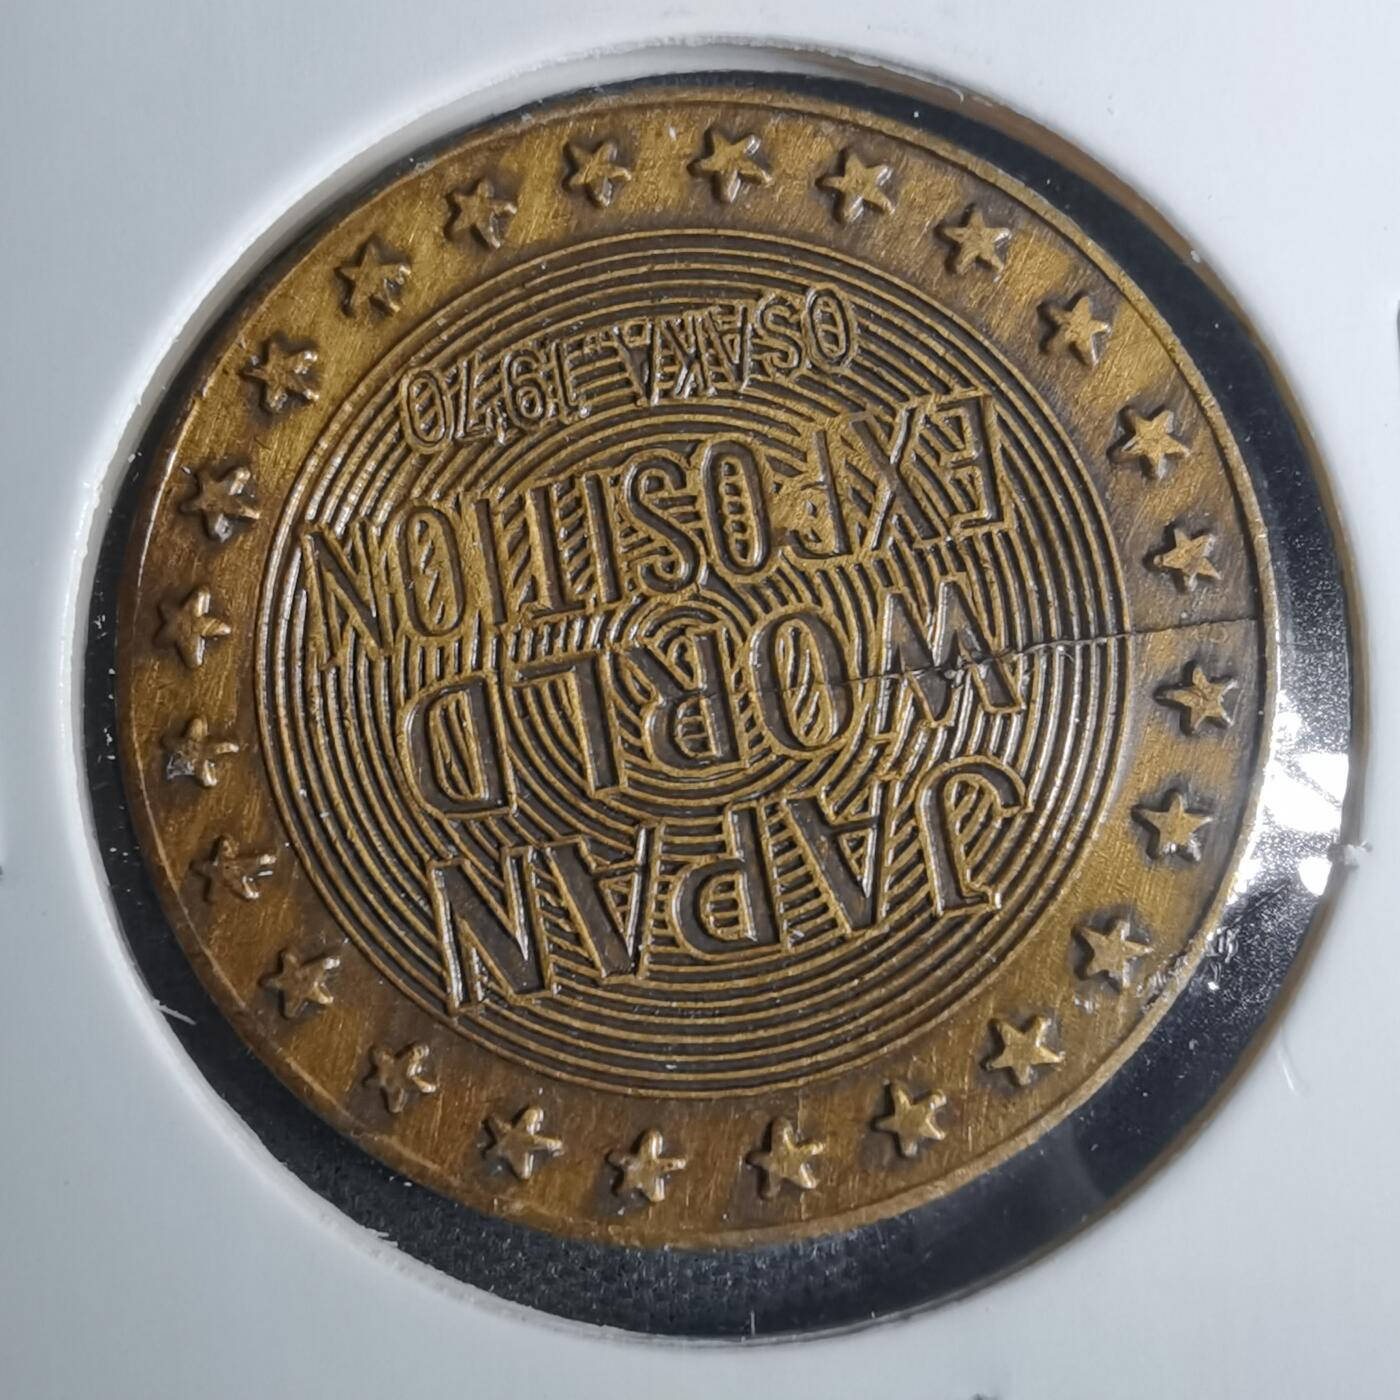 JAPAN
WORLD
EXPOSITION
OSAKA 1970